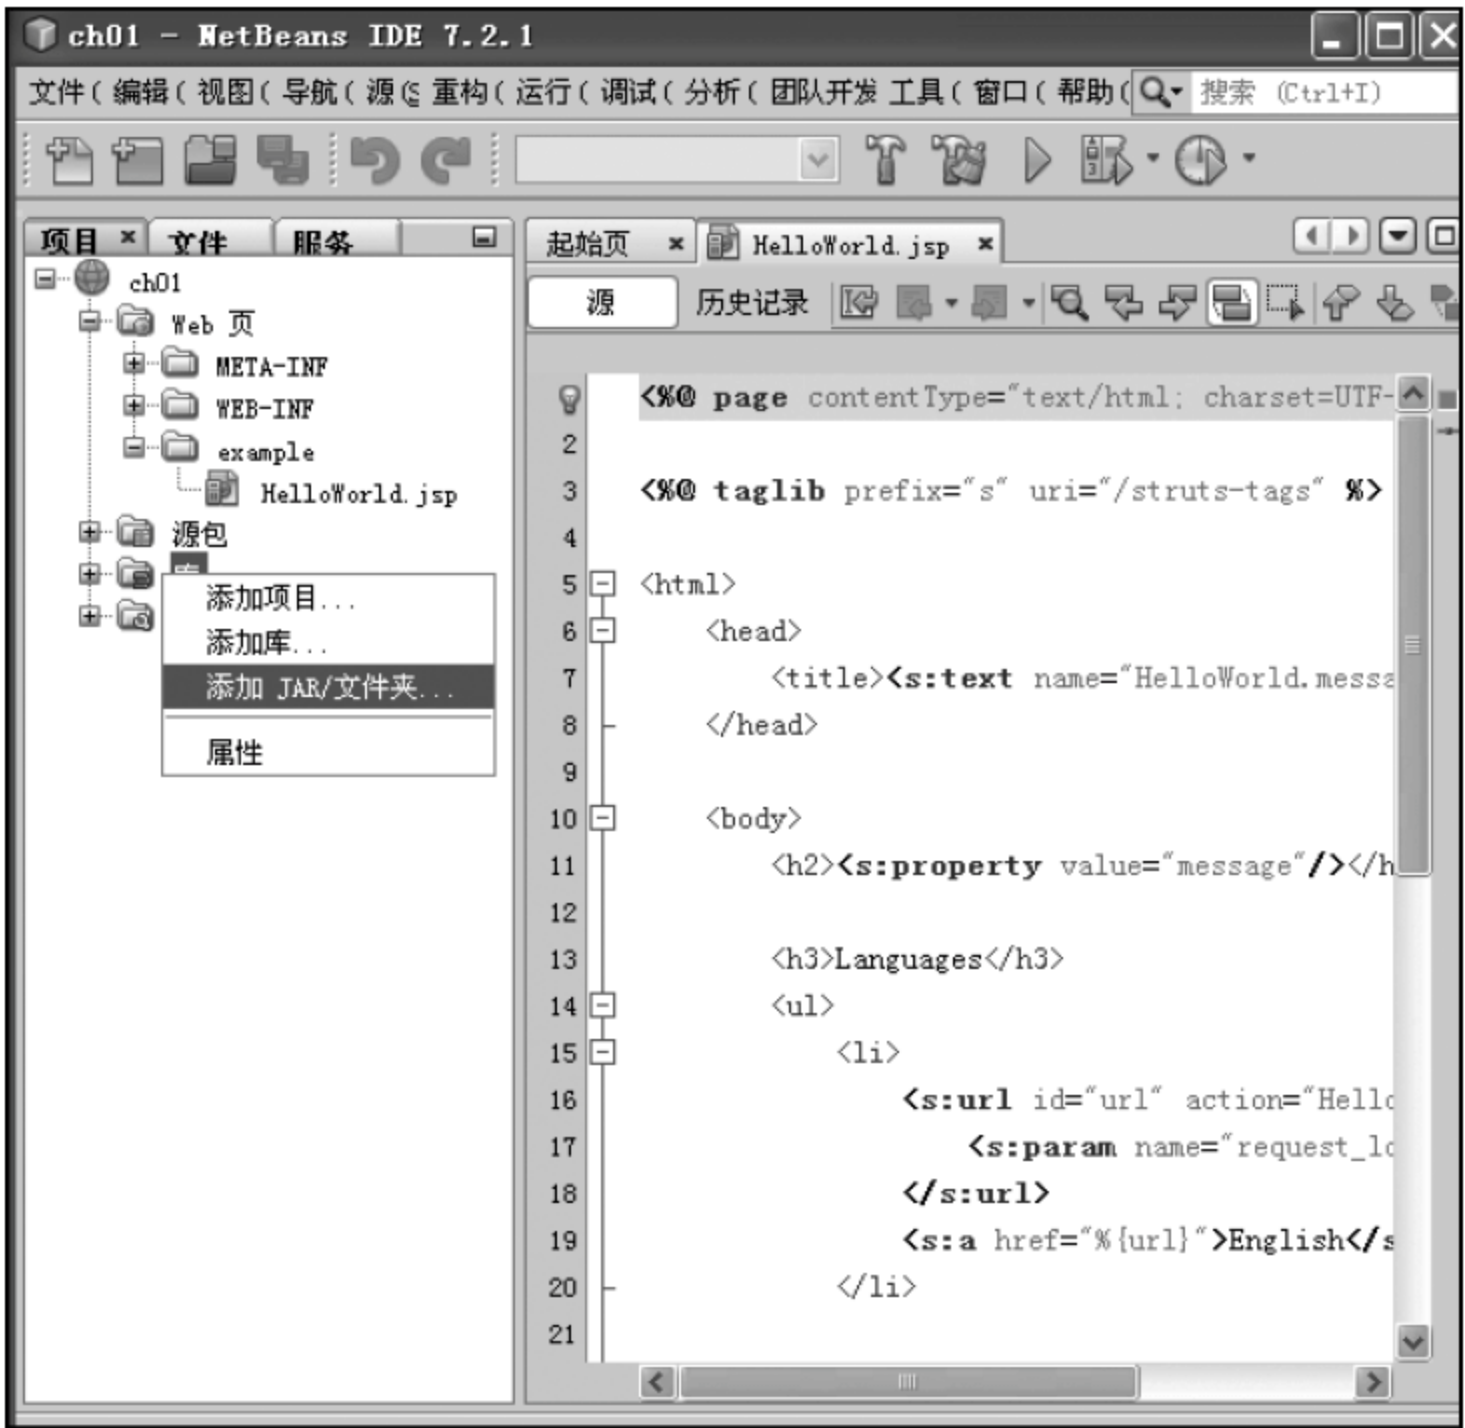 ch01 - NetBeans IDE 7.2.1
文件( 编辑( 视图( 导航( 源(S 重构( 运行( 调试( 分析( 团队开发 工具( 窗口( 帮助( 搜索 (Ctrl+I)
项目 文件 服务
ch01
Web 页
META-INF
WEB-INF
example
HelloWorld.jsp
源包
库
添加项目...
添加库...
添加 JAR/文件夹...
属性
起始页 HelloWorld.jsp
源 历史记录
<%@ page contentType="text/html; charset=UTF-
2
3 <%@ taglib prefix="s" uri="/struts-tags" %>
4
5 <html>
6 <head>
7 <title><s:text name="HelloWorld.messa
8 </head>
9
10 <body>
11 <h2><s:property value="message"/></h
12
13 <h3>Languages</h3>
14 <ul>
15 <li>
16 <s:url id="url" action="Hello
17 <s:param name="request_lo
18 </s:url>
19 <s:a href="%{url}">English</s
20 </li>
21